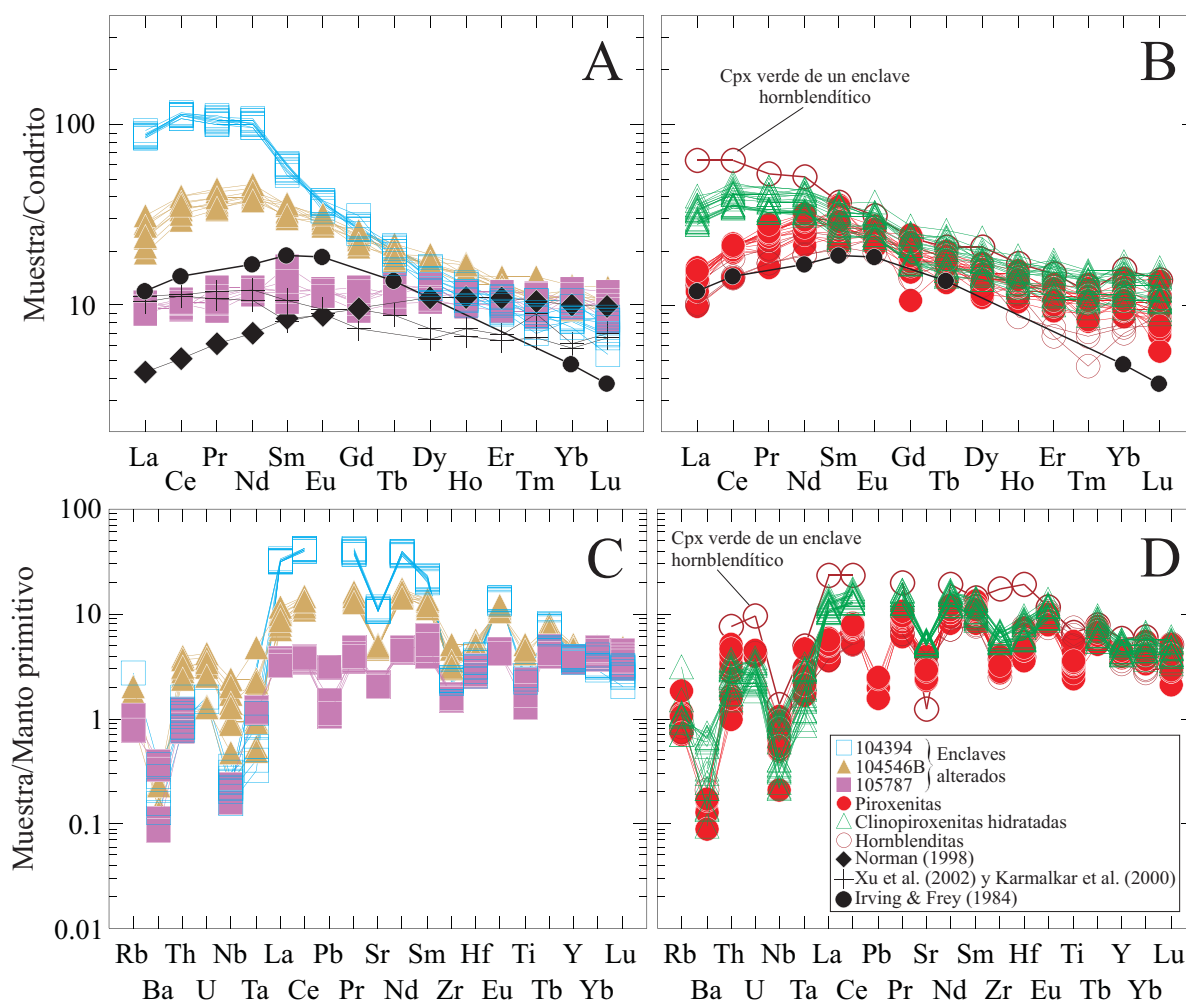 A
B
Cpx verde de un enclave
hornblendítico
Muestra/Condrito
100
10
100
10
La Pr Sm Gd Dy Er Yb
Ce Nd Eu Tb Ho Tm Lu
La Pr Sm Gd Dy Er Yb
Ce Nd Eu Tb Ho Tm Lu
C
D
Cpx verde de un enclave
hornblendítico
Muestra/Manto primitivo
100
10
1
0.1
0.01
104394
104546B
105787
Enclaves
alterados
Piroxenitas
Clinopiroxenitas hidratadas
Hornblenditas
Norman (1998)
Xu et al. (2002) y Karmalkar et al. (2000)
Irving & Frey (1984)
Rb Th Nb La Pb Sr Sm Hf Ti Y Lu
Ba U Ta Ce Pr Nd Zr Eu Tb Yb
Rb Th Nb La Pb Sr Sm Hf Ti Y Lu
Ba U Ta Ce Pr Nd Zr Eu Tb Yb